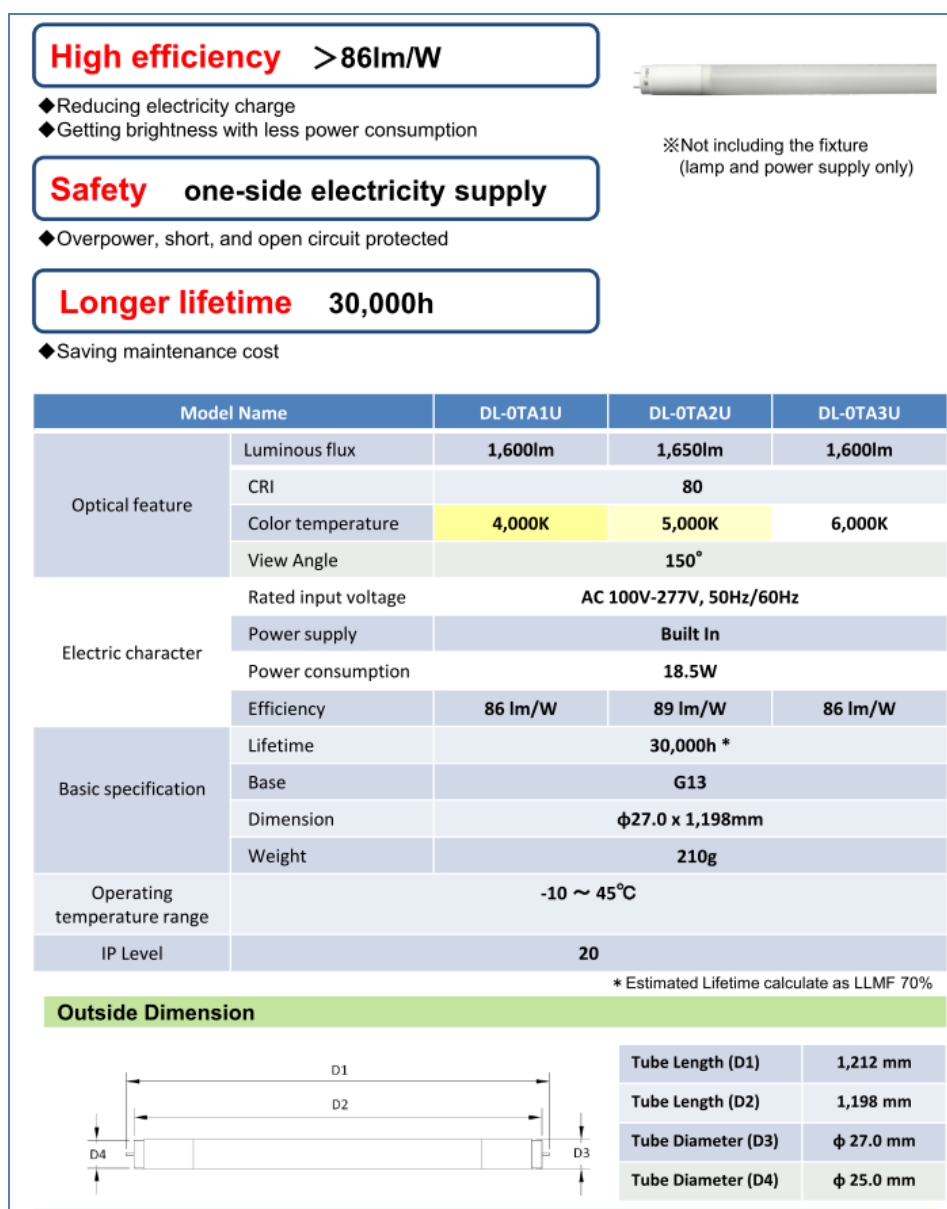 High efficiency ＞86lm/W
◆Reducing electricity charge
◆Getting brightness with less power consumption
※Not including the fixture
(lamp and power supply only)
Safety one-side electricity supply
◆Overpower, short, and open circuit protected
Longer lifetime 30,000h
◆Saving maintenance cost
Model Name DL-0TA1U DL-0TA2U DL-0TA3U
Optical feature
Luminous flux 1,600lm 1,650lm 1,600lm
CRI 80
Color temperature 4,000K 5,000K 6,000K
View Angle 150°
Electric character
Rated input voltage AC 100V-277V, 50Hz/60Hz
Power supply Built In
Power consumption 18.5W
Efficiency 86 lm/W 89 lm/W 86 lm/W
Basic specification
Lifetime 30,000h *
Base G13
Dimension ф27.0 x 1,198mm
Weight 210g
Operating
temperature range
-10 ～ 45℃
IP Level 20
* Estimated Lifetime calculate as LLMF 70%
Outside Dimension
D1
D2
D4
D3
Tube Length (D1) 1,212 mm
Tube Length (D2) 1,198 mm
Tube Diameter (D3) ф 27.0 mm
Tube Diameter (D4) ф 25.0 mm